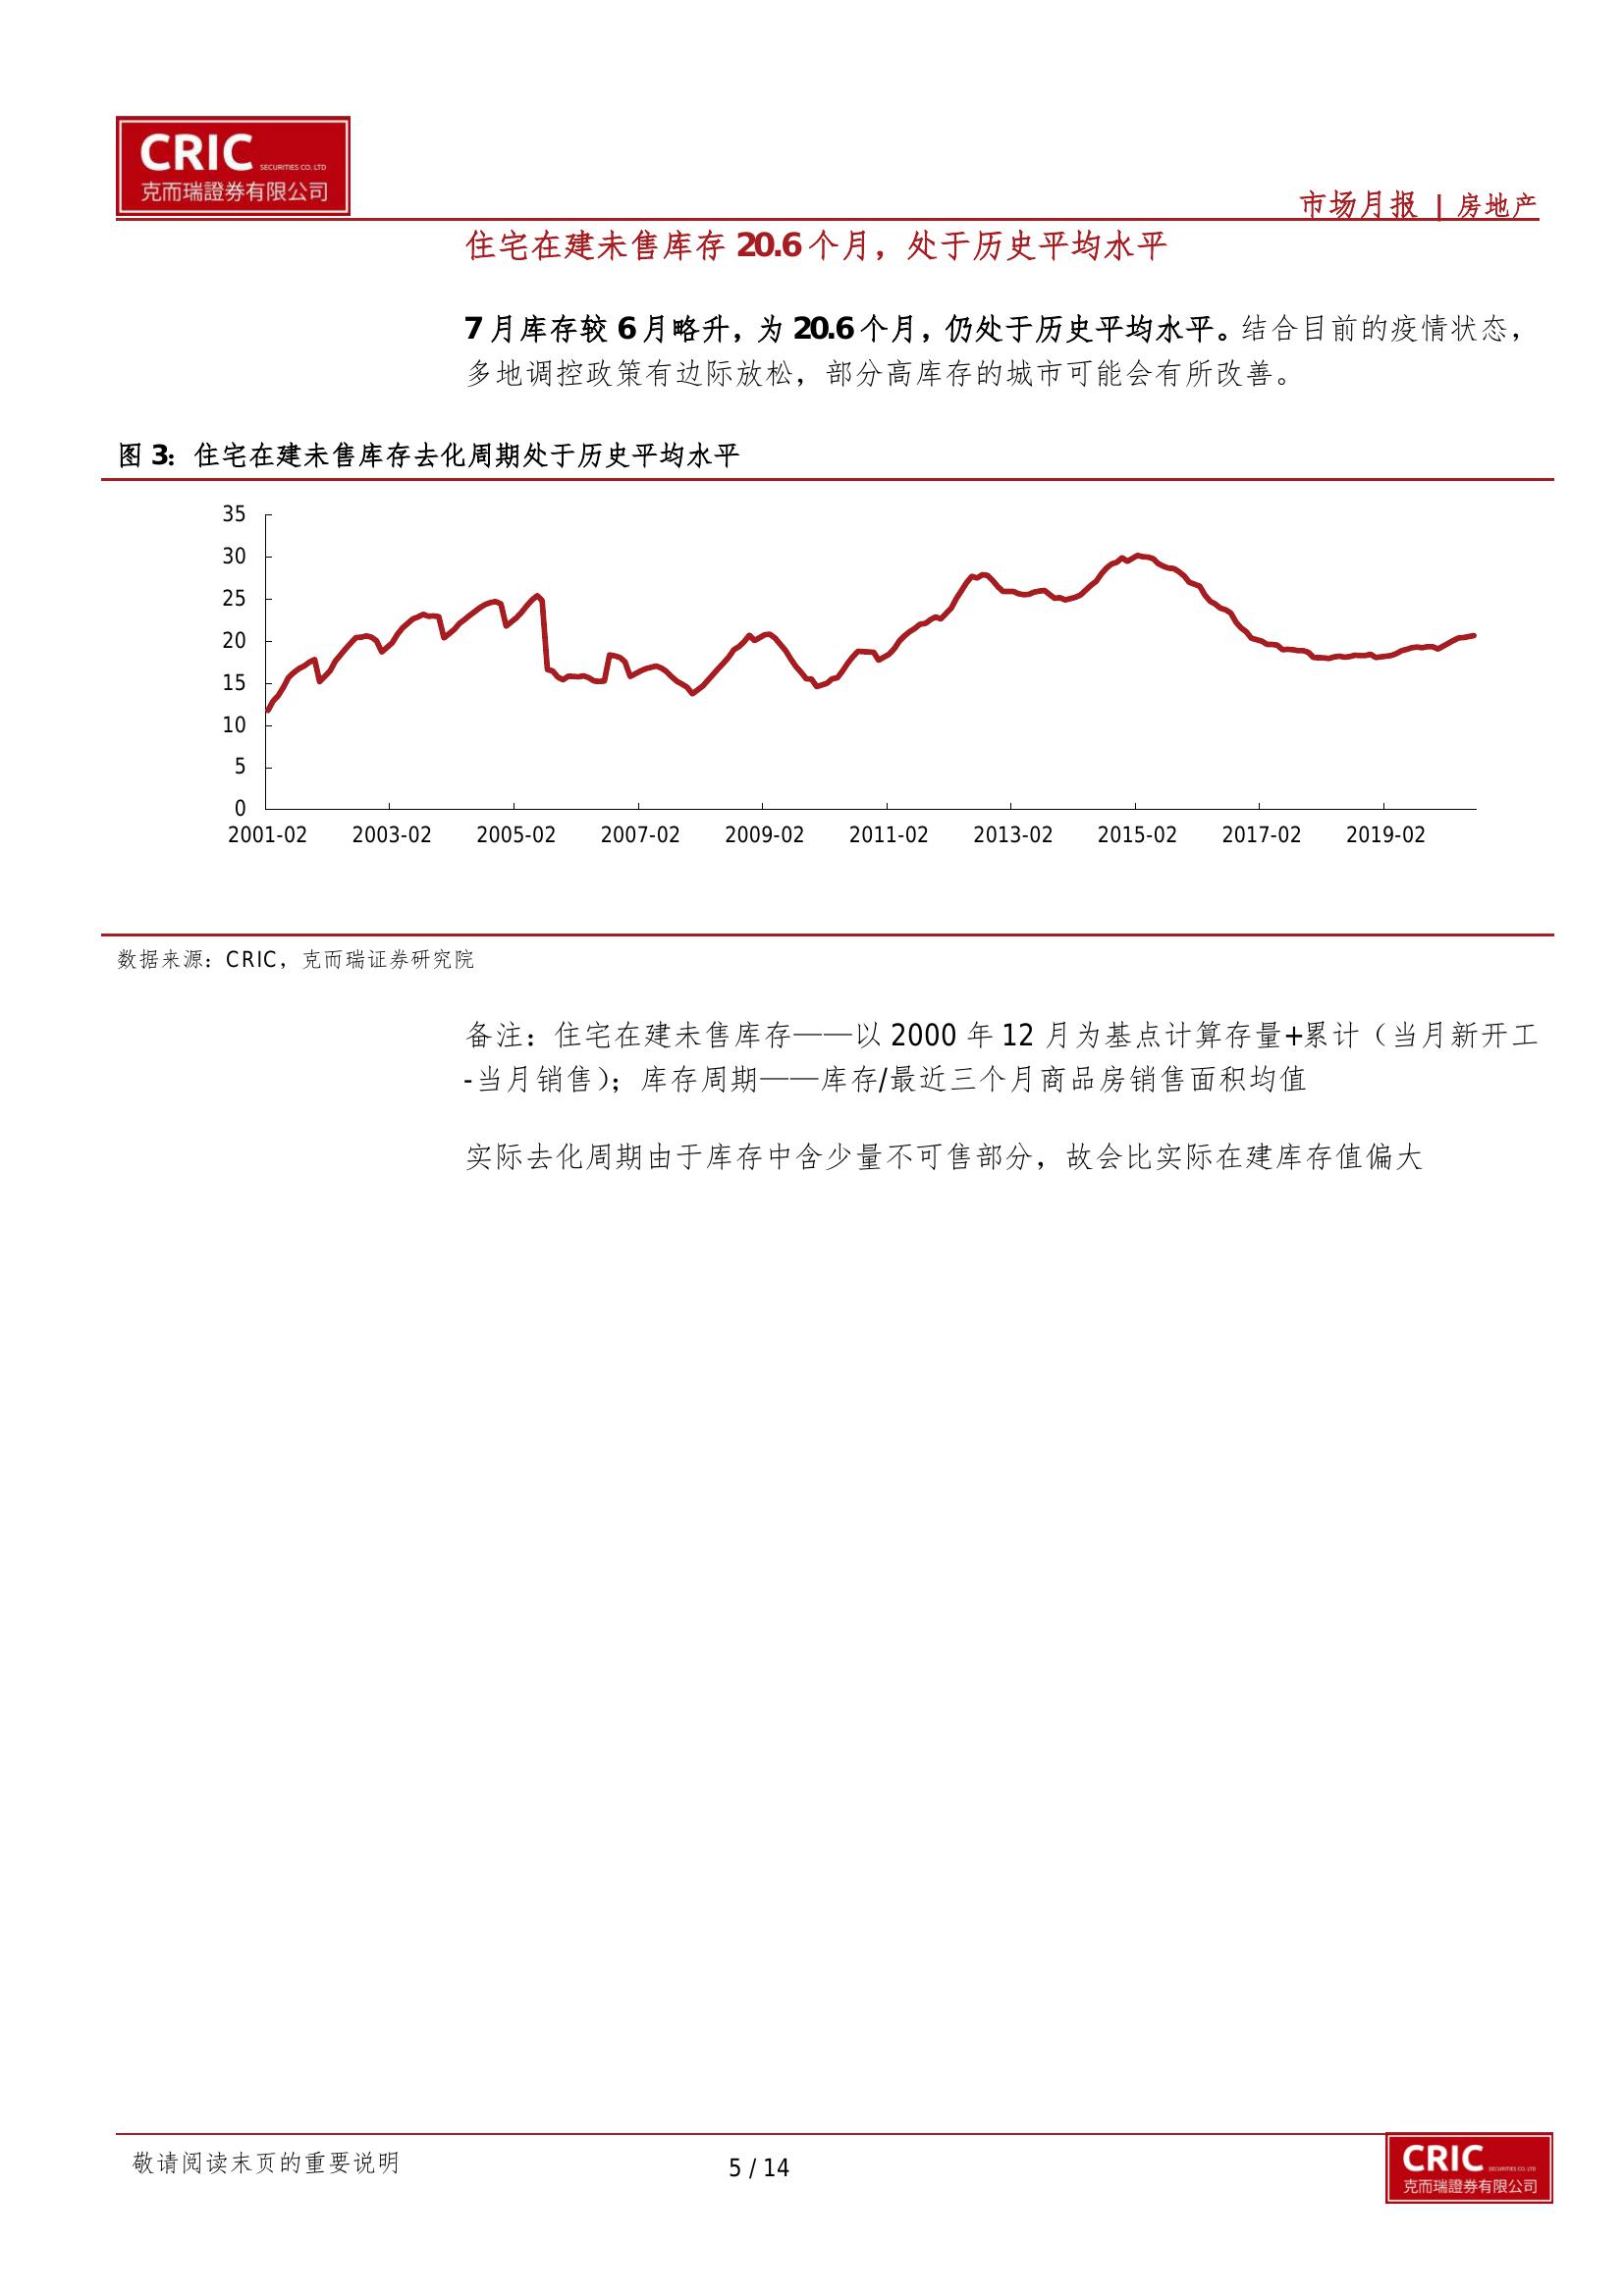 CRIC SECURITIES CO. LTD
克而瑞證券有限公司
市场月报 | 房地产
住宅在建未售库存 20.6 个月，处于历史平均水平
7 月库存较 6 月略升，为 20.6 个月，仍处于历史平均水平。结合目前的疫情状态，
多地调控政策有边际放松，部分高库存的城市可能会有所改善。
图 3：住宅在建未售库存去化周期处于历史平均水平
35
30
25
20
15
10
5
0
2001-02 2003-02 2005-02 2007-02 2009-02 2011-02 2013-02 2015-02 2017-02 2019-02
数据来源：CRIC，克而瑞证券研究院
备注：住宅在建未售库存——以 2000 年 12 月为基点计算存量+累计（当月新开工
-当月销售）；库存周期——库存/最近三个月商品房销售面积均值
实际去化周期由于库存中含少量不可售部分，故会比实际在建库存值偏大
敬请阅读末页的重要说明
5 / 14
CRIC SECURITIES CO. LTD
克而瑞證券有限公司